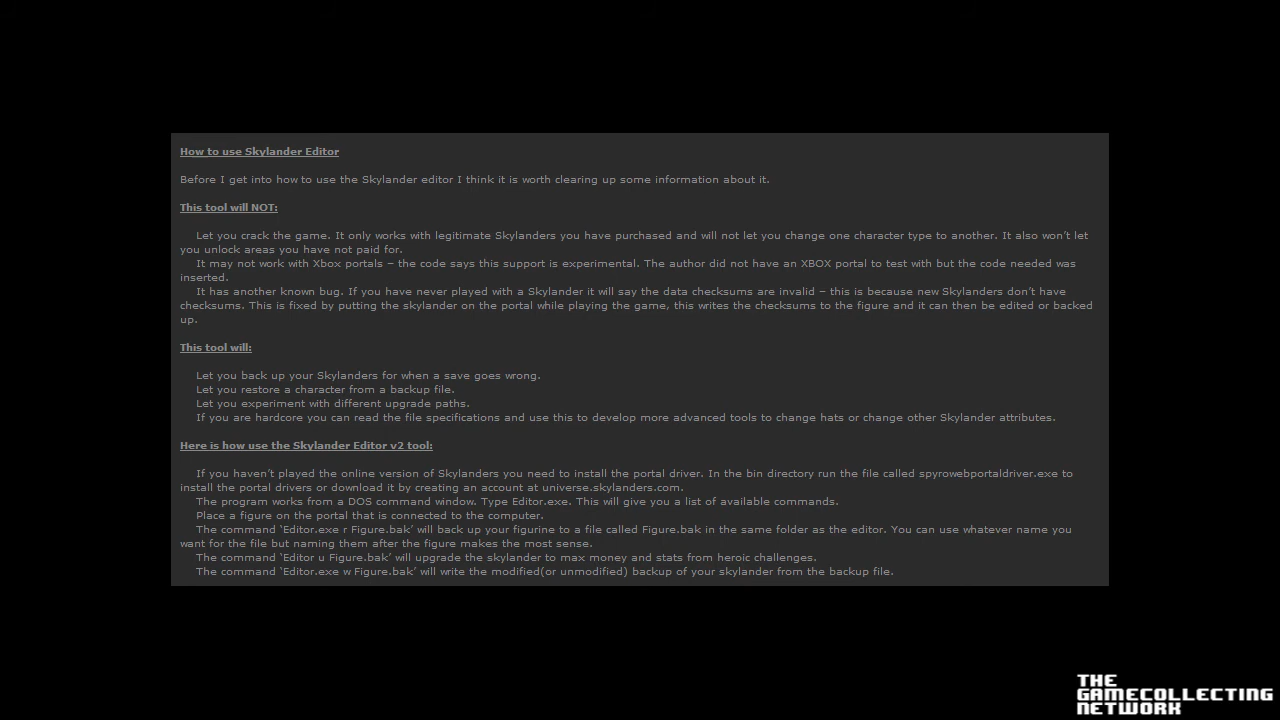 How to use Skylander Editor
Before I get into how to use the Skylander editor I think it is worth clearing up some information about it.
This tool will NOT:
Let you crack the game. It only works with legitimate Skylanders you have purchased and will not let you change one character type to another. It also won't let
you unlock areas you have not paid for.
It may not work with Xbox portals – the code says this support is experimental. The author did not have an XBOX portal to test with but the code needed was
inserted.
It has another known bug. If you have never played with a Skylander it will say the data checksums are invalid – this is because new Skylanders don't have
checksums. This is fixed by putting the skylander on the portal while playing the game, this writes the checksums to the figure and it can then be edited or backed
up.
This tool will:
Let you back up your Skylanders for when a save goes wrong.
Let you restore a character from a backup file.
Let you experiment with different upgrade paths.
If you are hardcore you can read the file specifications and use this to develop more advanced tools to change hats or change other Skylander attributes.
Here is how use the Skylander Editor v2 tool:
If you haven't played the online version of Skylanders you need to install the portal driver. In the bin directory run the file called spyrowebportaldriver.exe to
install the portal drivers or download it by creating an account at universe.skylanders.com.
The program works from a DOS command window. Type Editor.exe. This will give you a list of available commands.
Place a figure on the portal that is connected to the computer.
The command 'Editor.exe r Figure.bak' will back up your figurine to a file called Figure.bak in the same folder as the editor. You can use whatever name you
want for the file but naming them after the figure makes the most sense.
The command 'Editor u Figure.bak' will upgrade the skylander to max money and stats from heroic challenges.
The command 'Editor.exe w Figure.bak' will write the modified(or unmodified) backup of your skylander from the backup file.
THE
GAMECOLLECTING
NETWORK